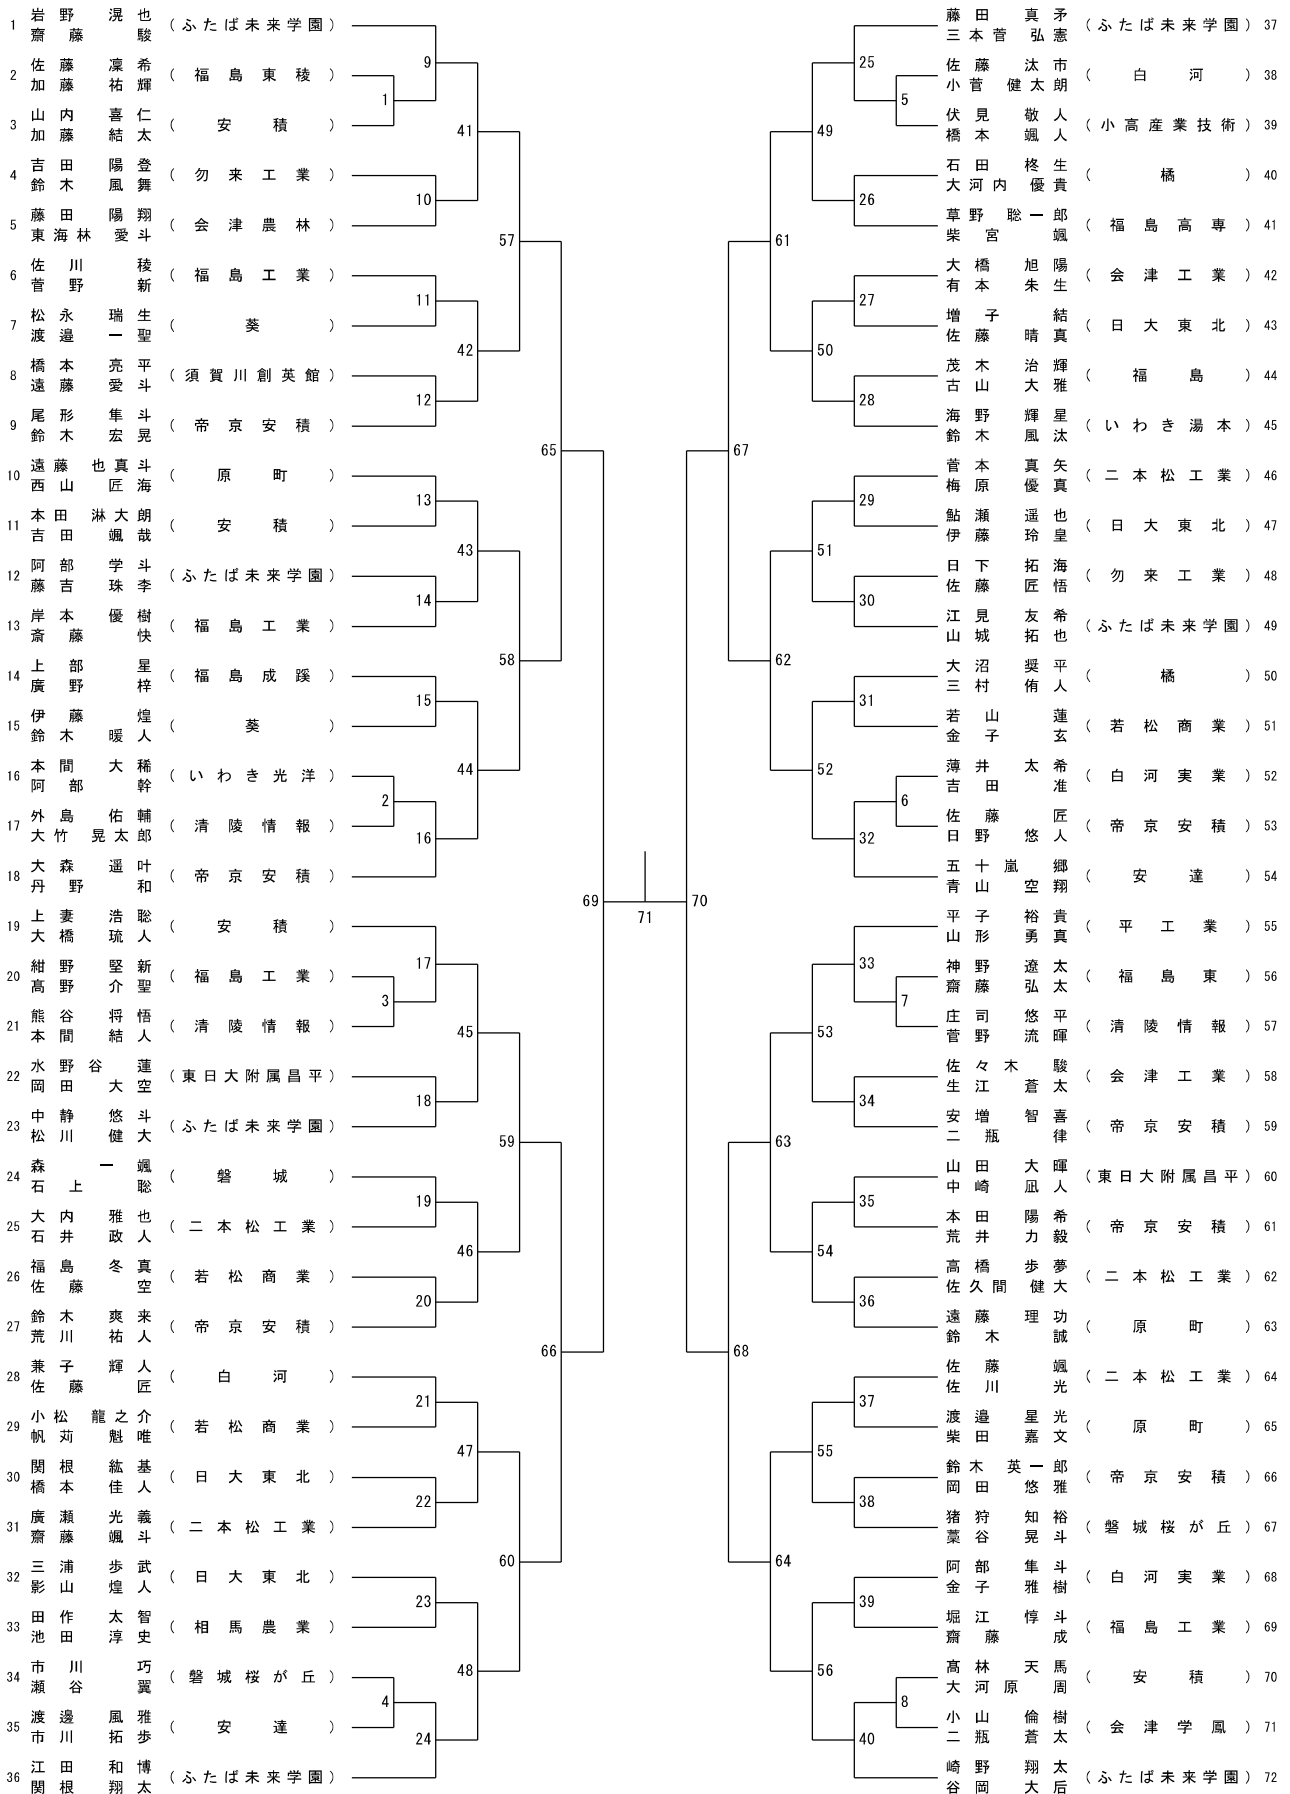 1 岩野 滉也 (ふたば未来学園)
齋藤 駿
2 佐藤 凜希 (福島東稜)
加藤 祐輝
3 山内 喜仁 (安積)
加藤 結太
4 吉田 陽登 (勿来工業)
鈴木 風舞
5 藤田 陽翔 (会津農林)
東海林 愛斗
6 佐川 稜 (福島工業)
菅野 新
7 松永 瑞生 (葵)
渡邉 一聖
8 橋本 亮平 (須賀川創英館)
遠藤 愛斗
9 尾形 隼斗 (帝京安積)
鈴木 宏晃
10 遠藤 也真斗 (原町)
西山 匠海
11 本田 淋大朗 (安積)
吉田 颯哉
12 阿部 学斗 (ふたば未来学園)
藤吉 珠李
13 岸本 優樹 (福島工業)
斎藤 快
14 上部 星 (福島成蹊)
廣野 梓
15 伊藤 煌 (葵)
鈴木 暖人
16 本間 大稀 (いわき光洋)
阿部 幹
17 外島 佑輔 (清陵情報)
大竹 晃太郎
18 大森 遥叶 (帝京安積)
丹野 和
19 上妻 浩聡 (安積)
大橋 琉人
20 紺野 堅新 (福島工業)
髙野 介聖
21 熊谷 将悟 (清陵情報)
本間 結人
22 水野谷 蓮 (東日大附属昌平)
岡田 大空
23 中静 悠斗 (ふたば未来学園)
松川 健大
24 森 一颯 (磐城)
石上 聡
25 大内 雅也 (二本松工業)
石井 政人
26 福島 冬真 (若松商業)
佐藤 空
27 鈴木 爽来 (帝京安積)
荒川 祐人
28 兼子 輝人 (白河)
佐藤 匠
29 小松 龍之介 (若松商業)
帆苅 魁唯
30 関根 紘基 (日大東北)
橋本 佳人
31 廣瀬 光義 (二本松工業)
齋藤 颯斗
32 三浦 歩武 (日大東北)
影山 煌人
33 田作 太智 (相馬農業)
池田 淳史
34 市川 巧 (磐城桜が丘)
瀬谷 翼
35 渡邊 風雅 (安達)
市川 拓歩
36 江田 和博 (ふたば未来学園)
関根 翔太
1
2
3
4
9
10
11
12
13
14
15
16
17
18
19
20
21
22
23
24
41
42
43
44
45
46
47
48
57
58
59
60
65
66
69
71
70
67
68
61
62
63
64
49
50
51
52
53
54
55
56
25
26
27
28
29
30
31
32
33
34
35
36
37
38
39
40
5
6
7
8
藤田 真矛 (ふたば未来学園) 37
三本菅 弘憲
佐藤 汰市 (白河) 38
小菅 健太朗
伏見 敬人 (小高産業技術) 39
橋本 颯人
石田 柊生 (橘) 40
大河内 優貴
草野 聡一郎 (福島高専) 41
柴宮 颯
大橋 旭陽 (会津工業) 42
有本 朱生
増子 結 (日大東北) 43
佐藤 晴真
茂木 治輝 (福島) 44
古山 大雅
海野 輝星 (いわき湯本) 45
鈴木 風汰
菅本 真矢 (二本松工業) 46
梅原 優真
鮎瀬 遥也 (日大東北) 47
伊藤 玲皇
日下 拓海 (勿来工業) 48
佐藤 匠悟
江見 友希 (ふたば未来学園) 49
山城 拓也
大沼 奨平 (橘) 50
三村 侑人
若山 蓮 (若松商業) 51
金子 玄
薄井 太希 (白河実業) 52
吉田 准
佐藤 匠 (帝京安積) 53
日野 悠人
五十嵐 郷 (安達) 54
青山 空翔
平子 裕貴 (平工業) 55
山形 勇真
神野 遼太 (福島東) 56
齋藤 弘太
庄司 悠平 (清陵情報) 57
菅野 流暉
佐々木 駿 (会津工業) 58
生江 蒼太
安増 智喜 (帝京安積) 59
二瓶 律
山田 大暉 (東日大附属昌平) 60
中崎 凪人
本田 陽希 (帝京安積) 61
荒井 力毅
高橋 歩夢 (二本松工業) 62
佐久間 健大
遠藤 理功 (原町) 63
鈴木 誠
佐藤 颯 (二本松工業) 64
佐川 光
渡邉 星光 (原町) 65
柴田 嘉文
鈴木 英一郎 (帝京安積) 66
岡田 悠雅
猪狩 知裕 (磐城桜が丘) 67
藁谷 晃斗
阿部 隼斗 (白河実業) 68
金子 雅樹
堀江 惇斗 (福島工業) 69
齋藤 成
髙林 天馬 (安積) 70
大河原 周
小山 倫樹 (会津学鳳) 71
二瓶 蒼太
崎野 翔太 (ふたば未来学園) 72
谷岡 大后